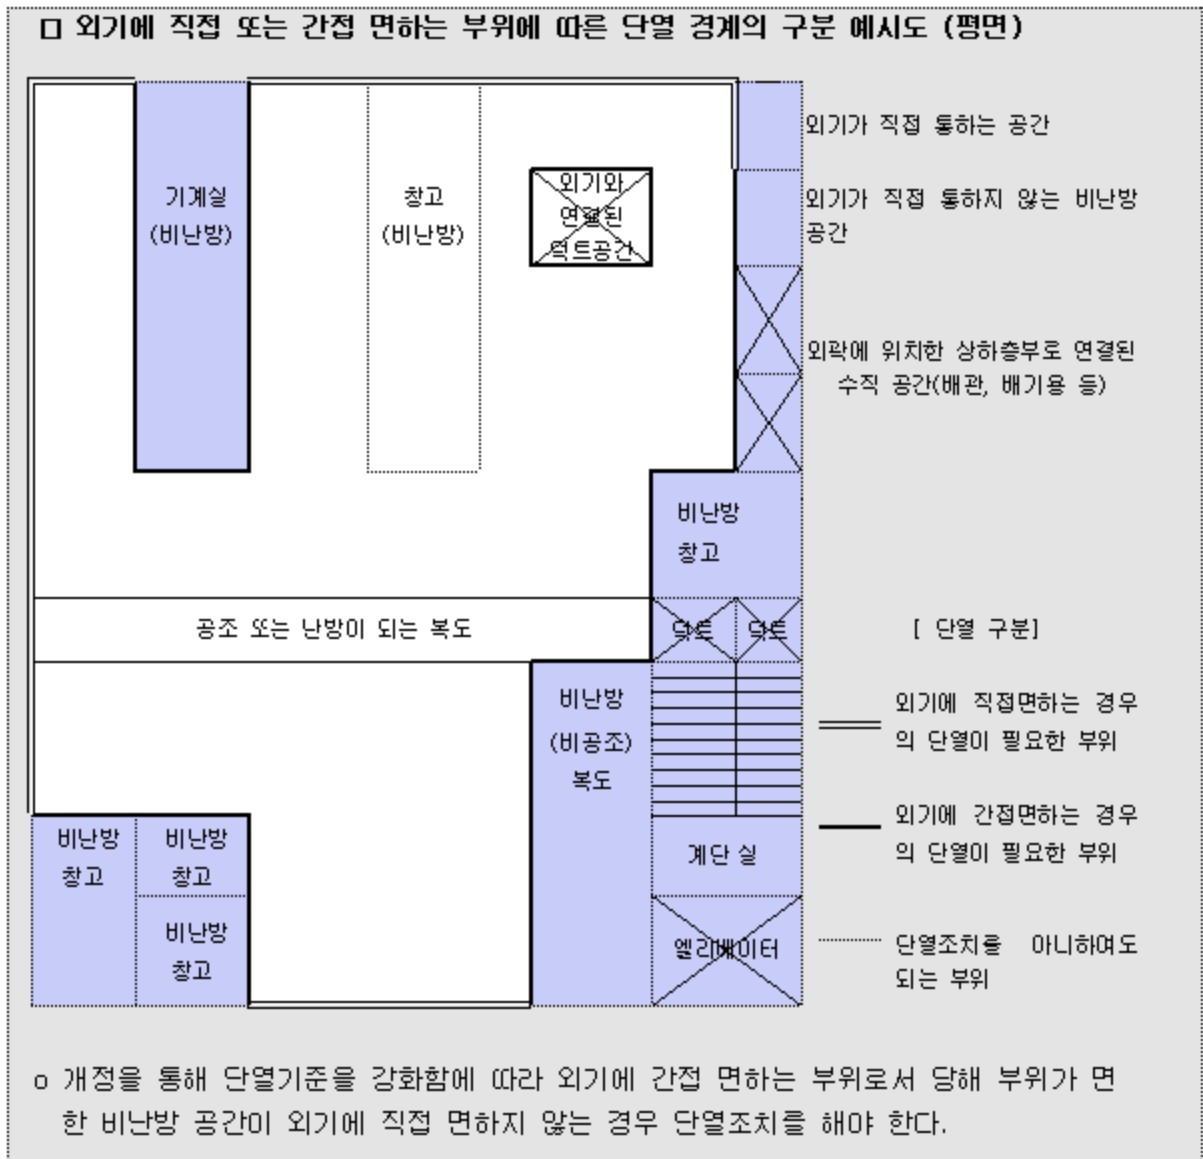 □ 외기에 직접 또는 간접 면하는 부위에 따른 단열 경계의 구분 예시도 (평면)
외기가 직접 통하는 공간
기계실
(비난방)
창고
(비난방)
외기와
연결된
덕트공간
외기가 직접 통하지 않는 비난방
공간
외곽에 위치한 상하층부로 연결된
수직 공간(배관, 배기용 등)
비난방
창고
공조 또는 난방이 되는 복도
덕트
덕트
[ 단열 구분]
비난방
(비공조)
복도
외기에 직접면하는 경우
의 단열이 필요한 부위
외기에 간접면하는 경우
의 단열이 필요한 부위
비난방
창고
비난방
창고
계단 실
비난방
창고
엘리베이터
단열조치를 아니하여도
되는 부위
o 개정을 통해 단열기준을 강화함에 따라 외기에 간접 면하는 부위로서 당해 부위가 면
한 비난방 공간이 외기에 직접 면하지 않는 경우 단열조치를 해야 한다.